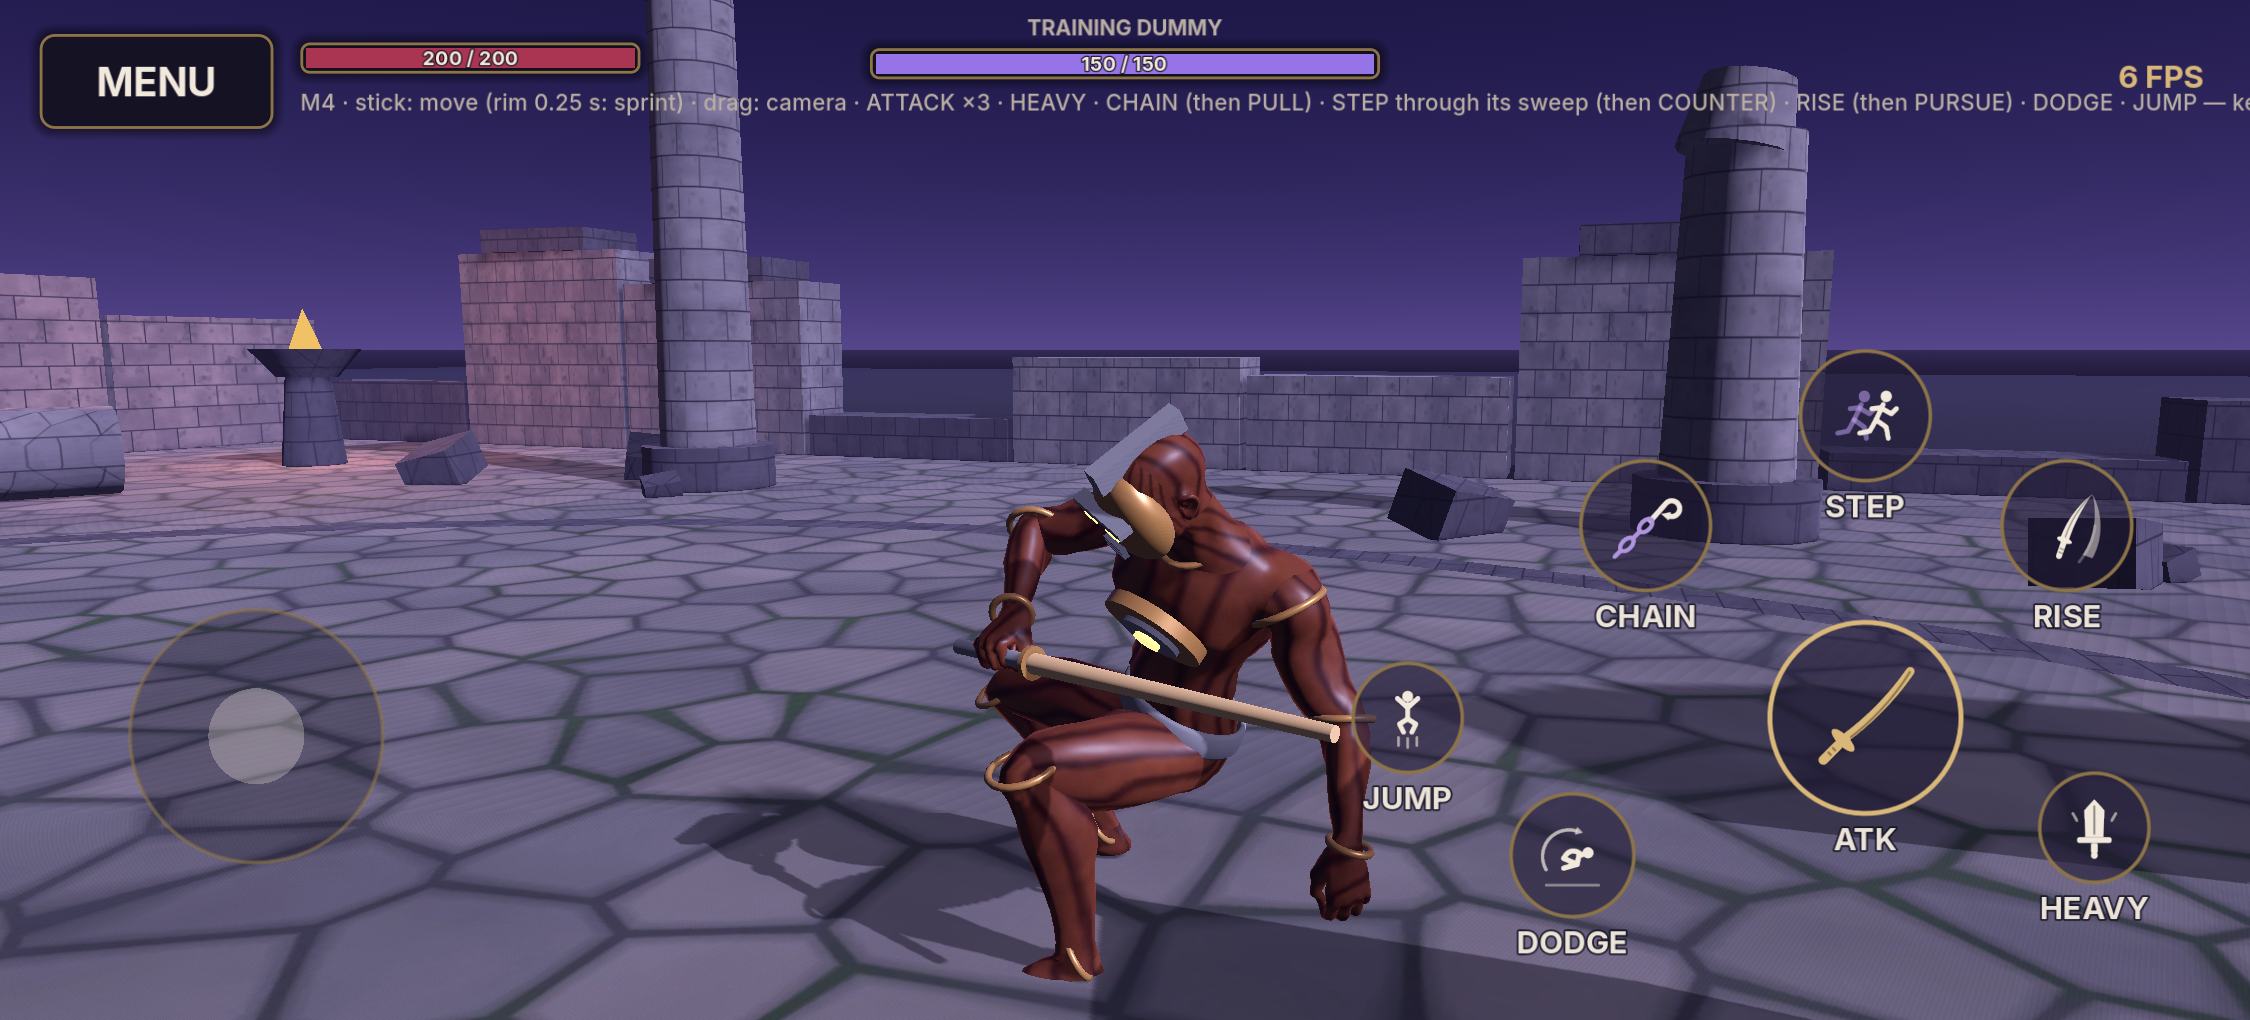 TRAINING DUMMY
MENU
200 / 200
150 / 150
6 FPS
M4 · stick: move (rim 0.25 s: sprint) · drag: camera · ATTACK ×3 · HEAVY · CHAIN (then PULL) · STEP through its sweep (then COUNTER) · RISE (then PURSUE) · DODGE · JUMP — ke
STEP
CHAIN
RISE
JUMP
ATK
HEAVY
DODGE